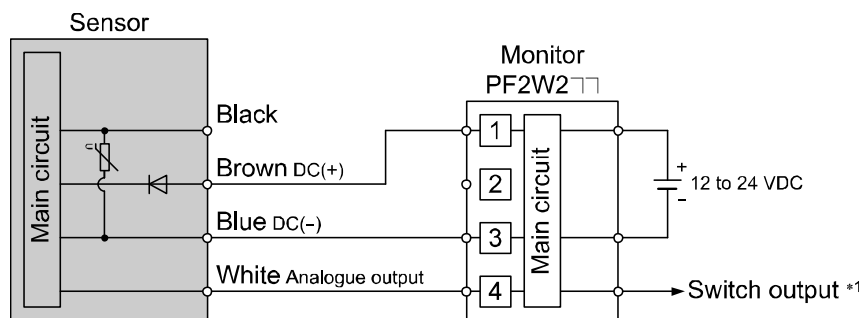 Sensor
Main circuit
Black
Brown DC(+)
Blue DC(-)
White Analogue output
Monitor
PF2W2□□
1
2
3
4
Main circuit
+
-
12 to 24 VDC
Switch output *1